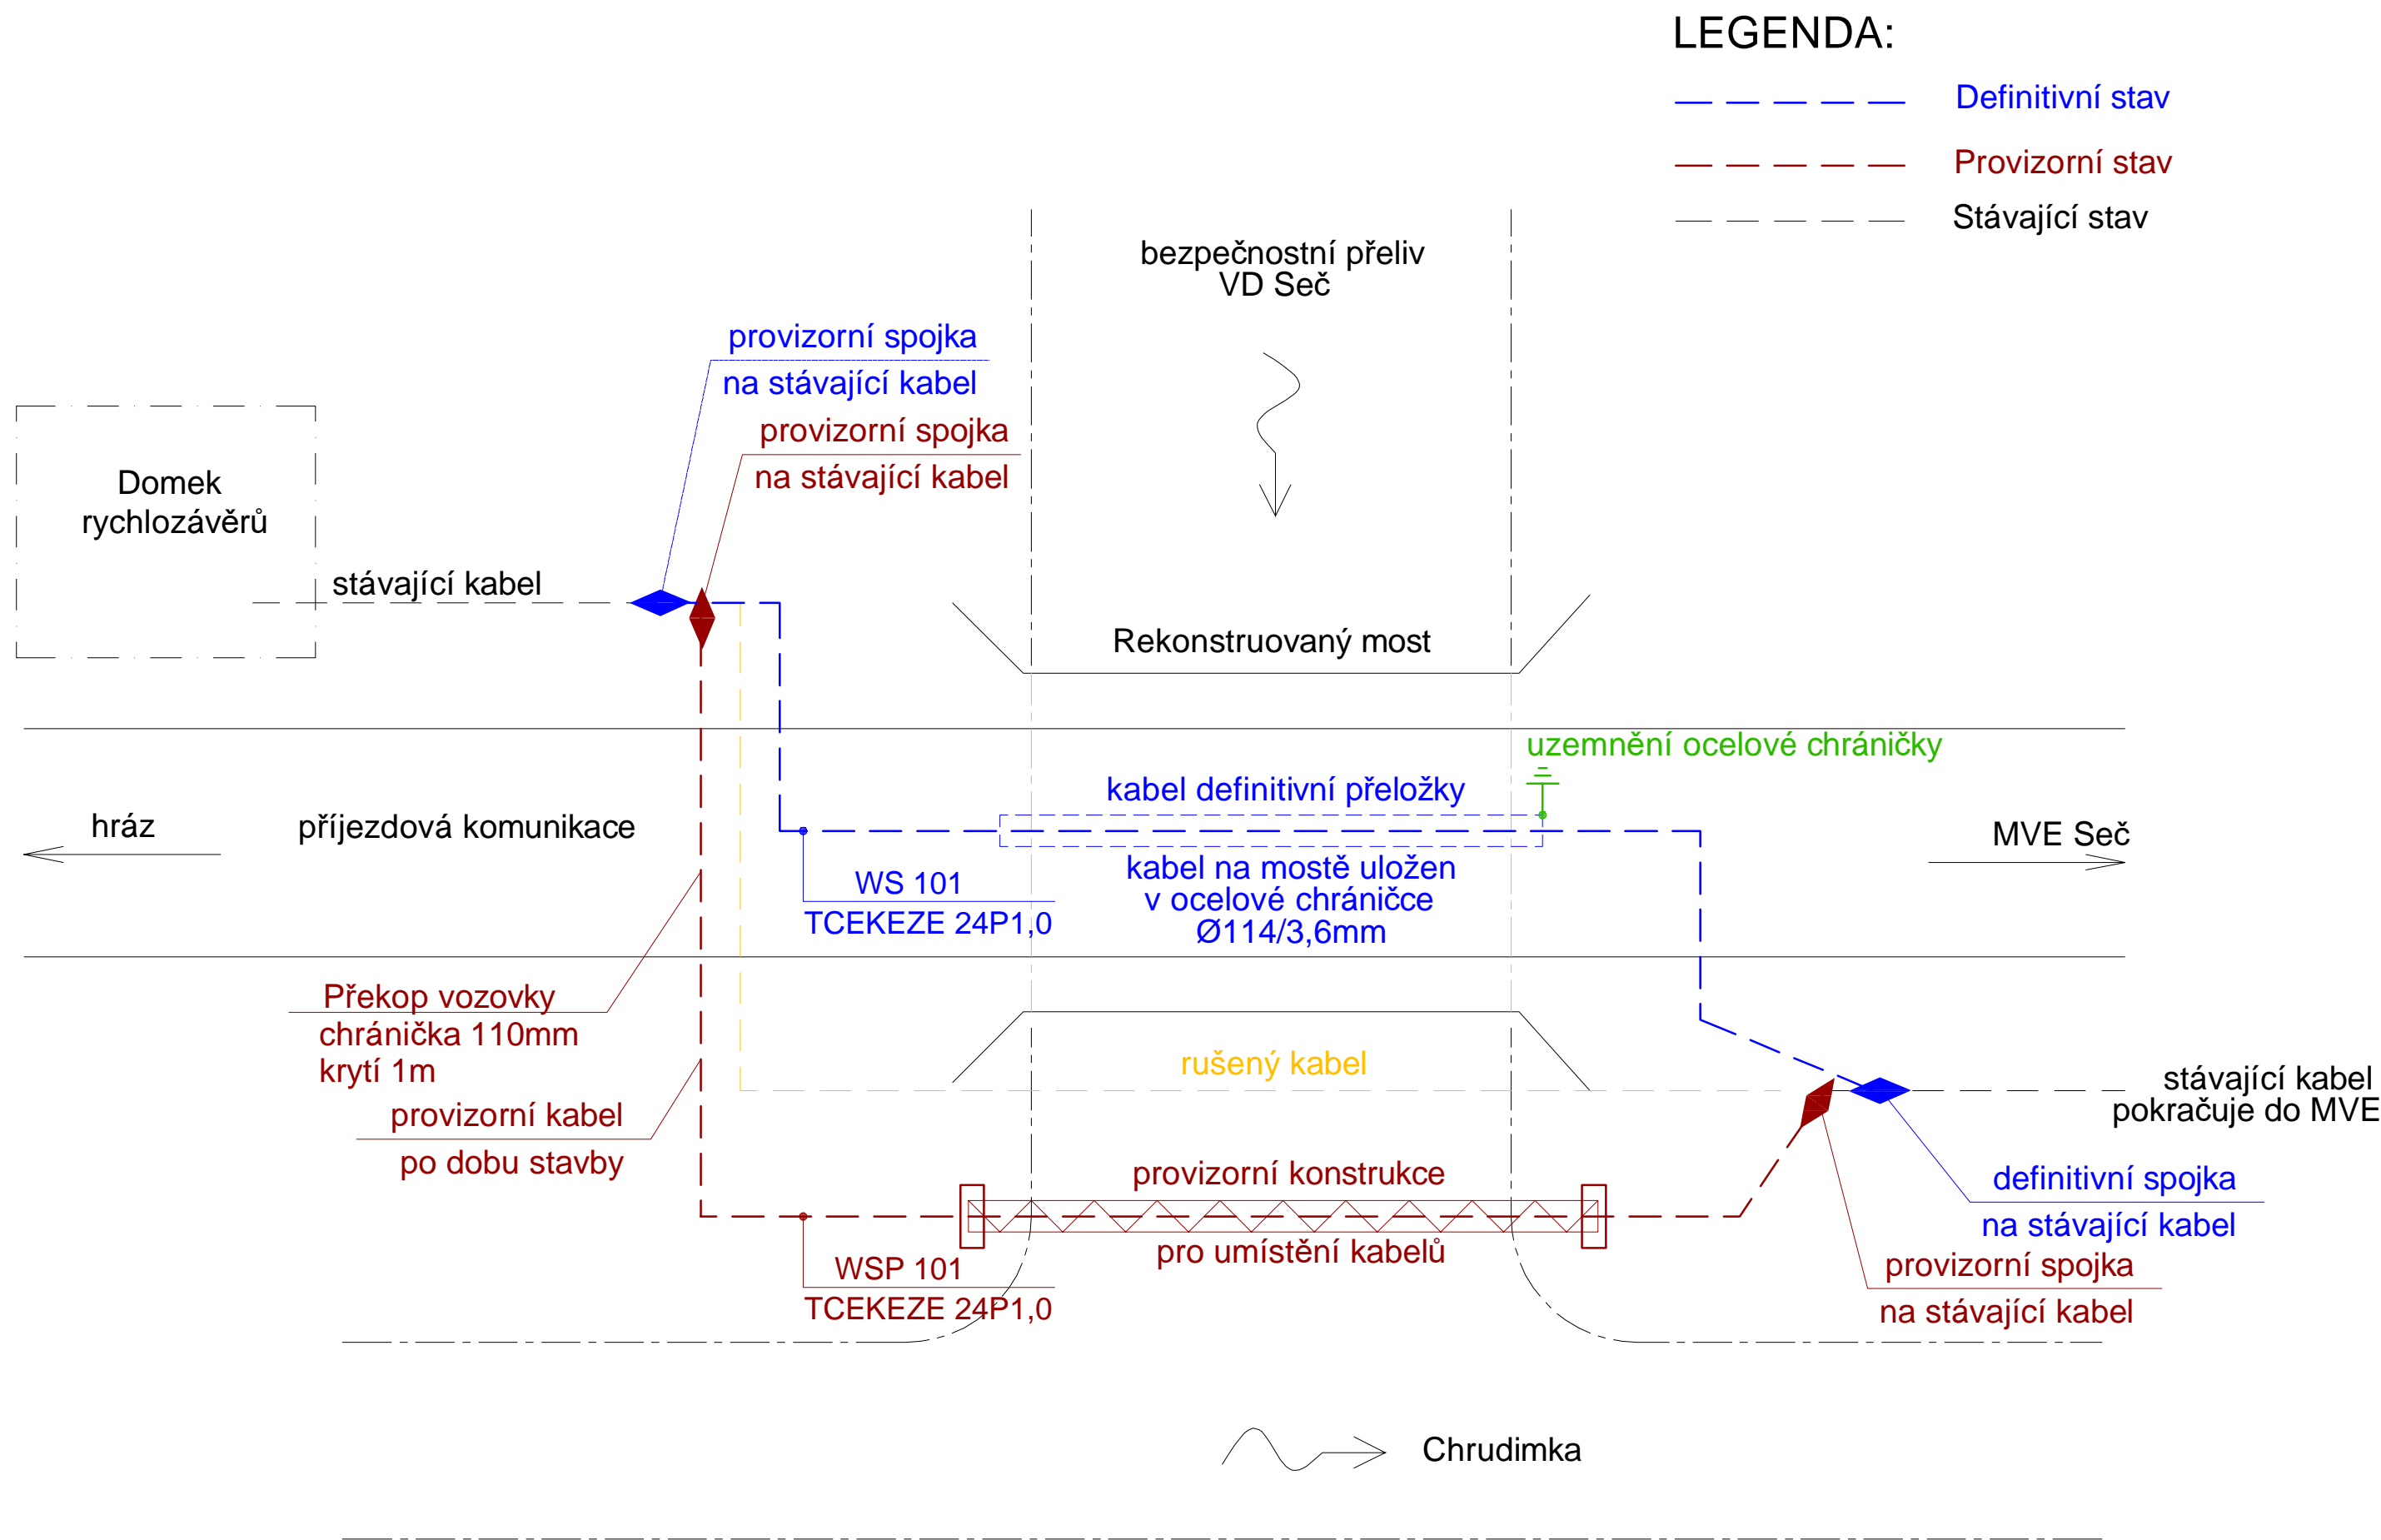 LEGENDA:
Definitivní stav
Provizorní stav
Stávající stav
bezpečnostní přeliv
VD Seč
provizorní spojka
na stávající kabel
provizorní spojka
na stávající kabel
Domek
rychlozávěrů
stávající kabel
Rekonstruovaný most
uzemnění ocelové chráničky
kabel definitivní přeložky
hráz
příjezdová komunikace
MVE Seč
kabel na mostě uložen
v ocelové chráničce
Ø114/3,6mm
WS 101
TCEKEZE 24P1,0
Překop vozovky
chránička 110mm
krytí 1m
rušený kabel
stávající kabel
pokračuje do MVE
provizorní kabel
po dobu stavby
provizorní konstrukce
pro umístění kabelů
definitivní spojka
na stávající kabel
WSP 101
TCEKEZE 24P1,0
provizorní spojka
na stávající kabel
Chrudimka